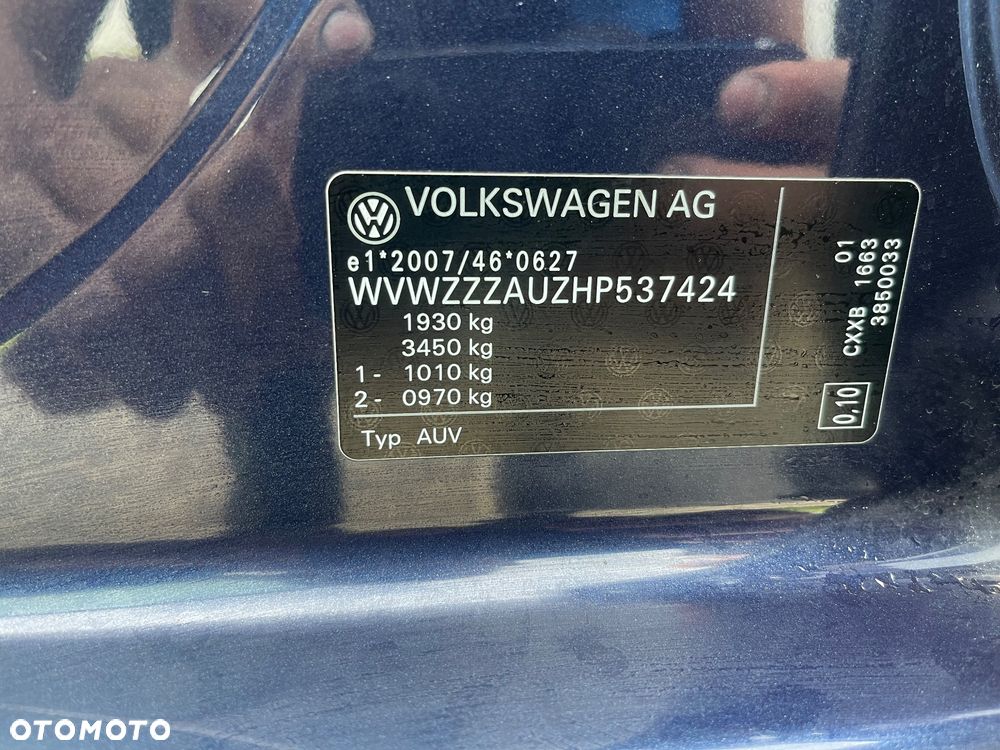 VOLKSWAGEN AG
e1*2007/46*0627
WVWZZZAUZHP537424
1930 kg
3450 kg
1- 1010 kg
2- 0970 kg
Typ AUV
01
CXXB 1663
3850033
0,10
OTOMOTO